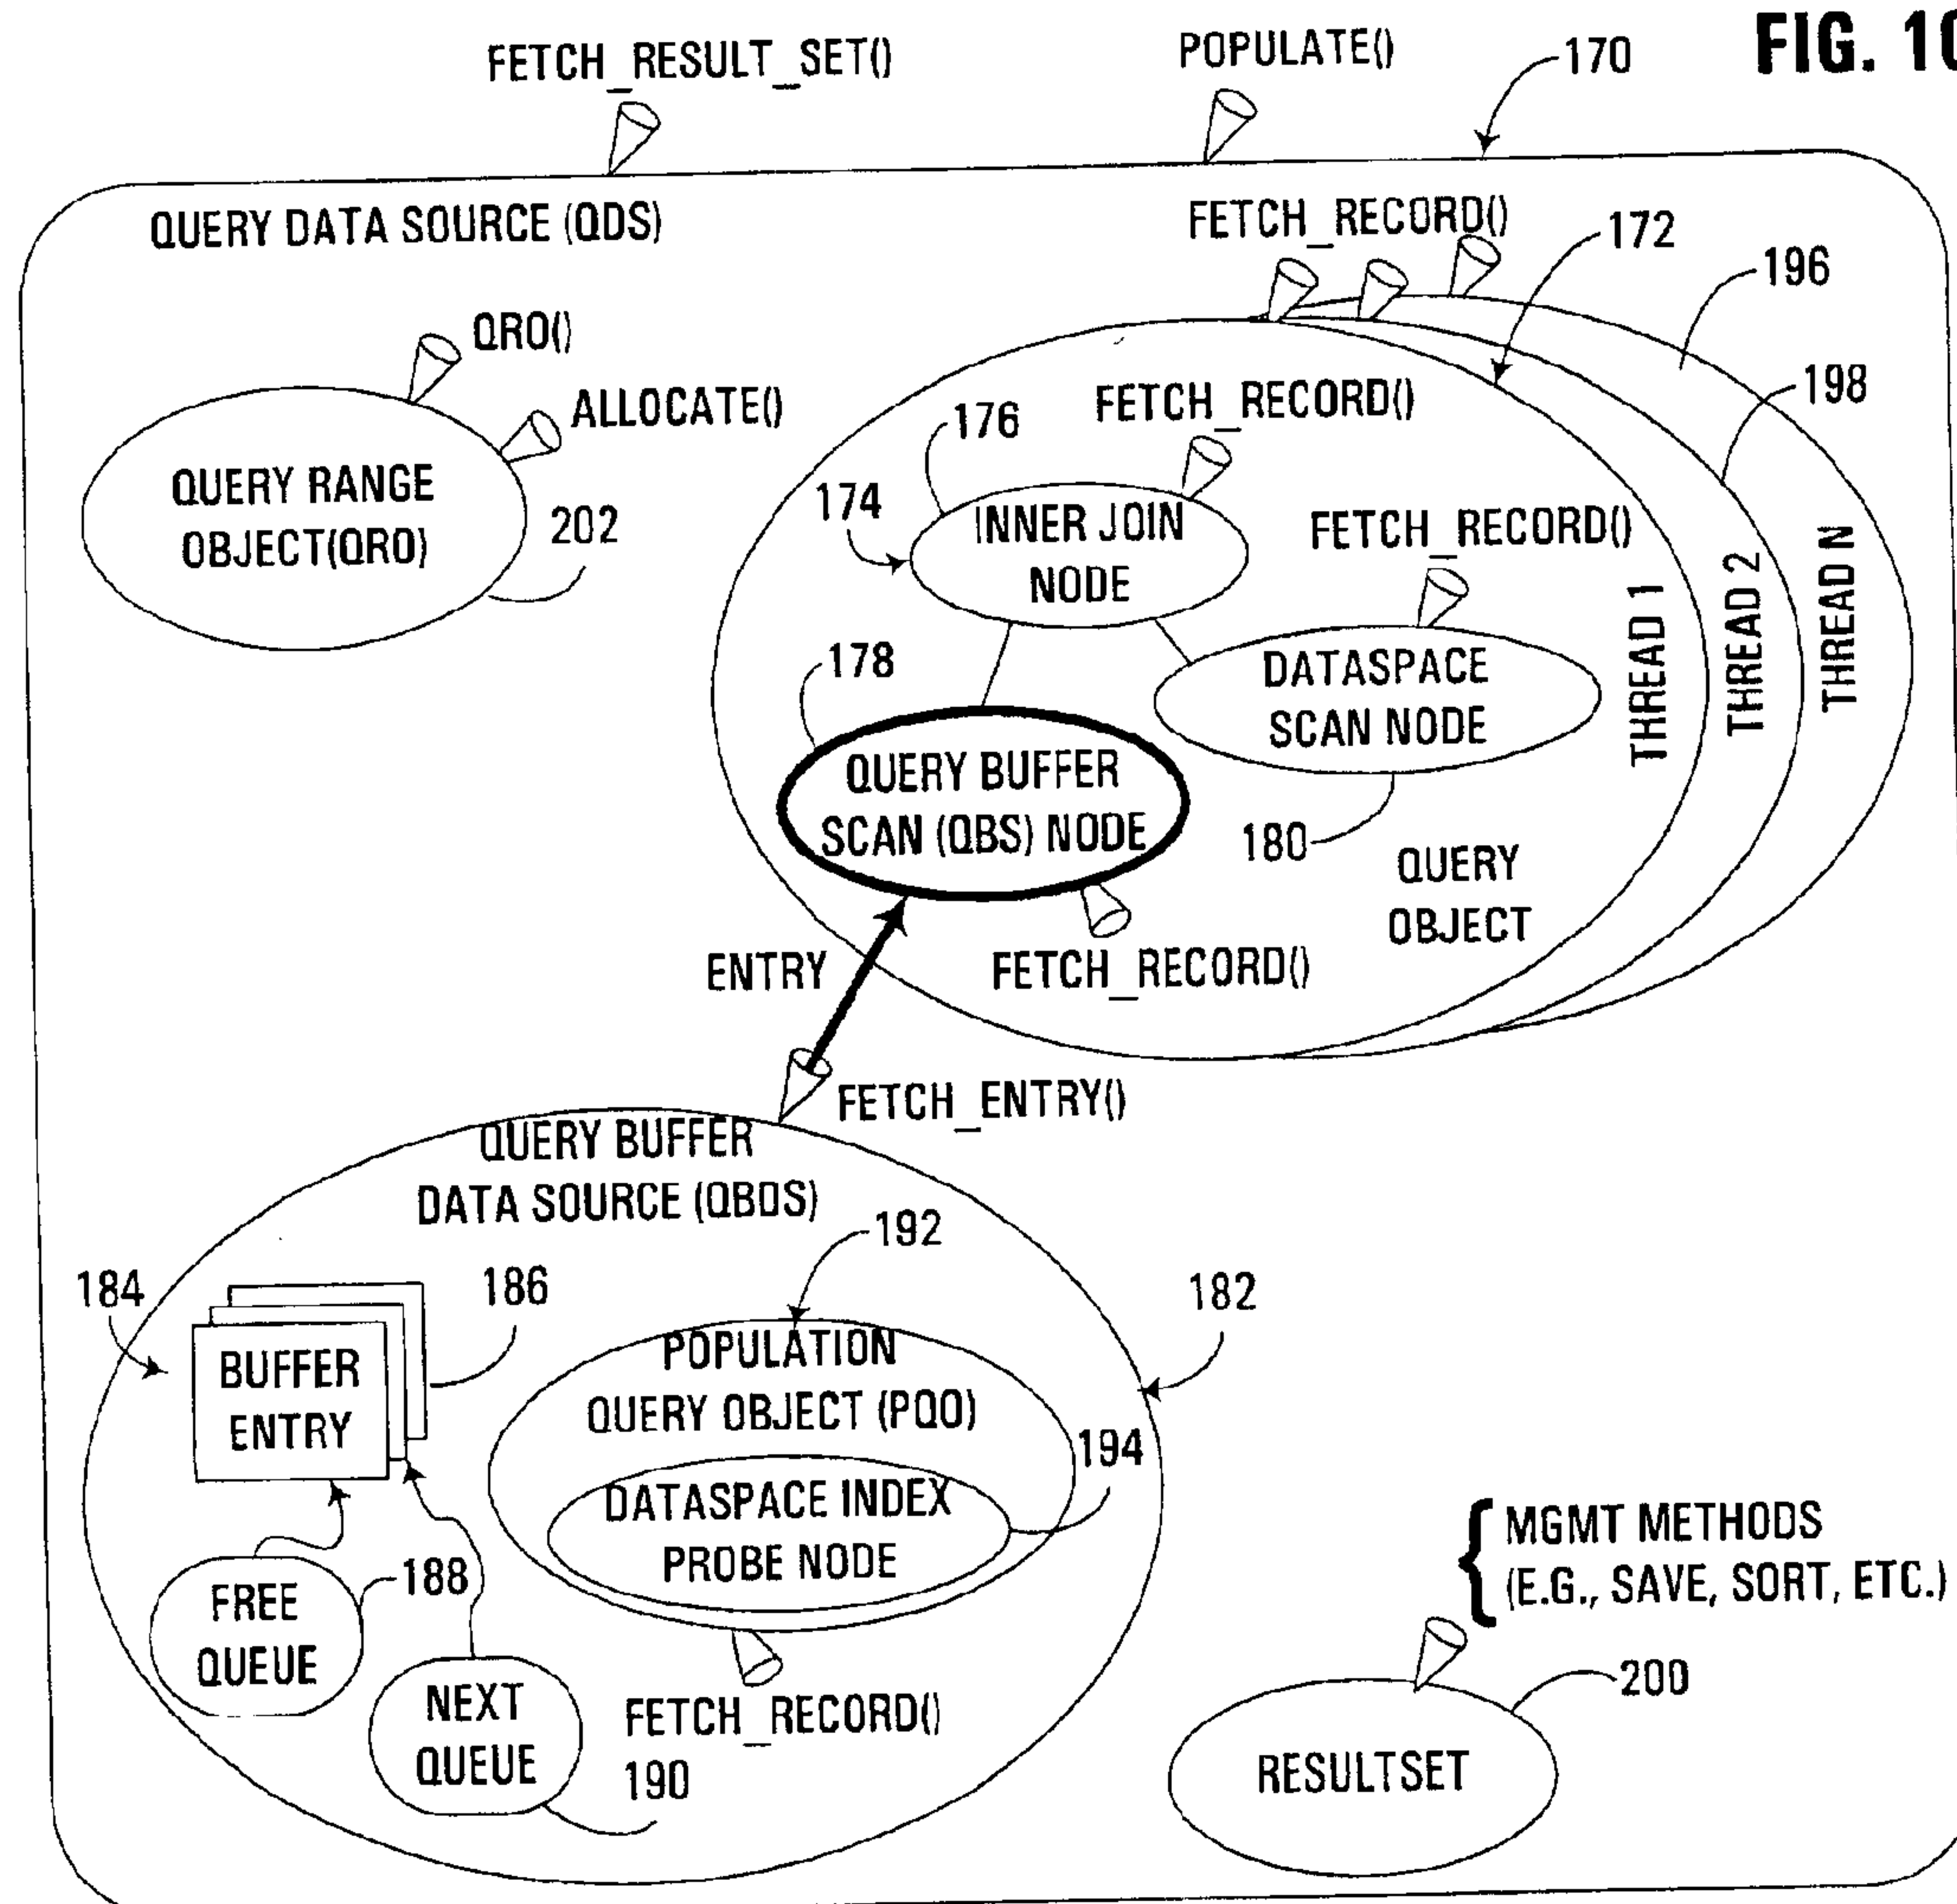 FIG. 10
FETCH_RESULT_SET()
POPULATE()
170
QUERY DATA SOURCE (QDS)
FETCH_RECORD()
172
196
QRO()
ALLOCATE()
198
176
FETCH_RECORD()
QUERY RANGE
OBJECT(QRO)
202
174
INNER JOIN
NODE
FETCH_RECORD()
178
DATASPACE
SCAN NODE
THREAD 1
THREAD 2
THREAD N
QUERY BUFFER
SCAN (QBS) NODE
180
QUERY
OBJECT
ENTRY
FETCH_RECORD()
FETCH_ENTRY()
QUERY BUFFER
DATA SOURCE (QBDS)
192
184
186
182
BUFFER
ENTRY
POPULATION
QUERY OBJECT (PQO)
194
DATASPACE INDEX
PROBE NODE
FREE
QUEUE
188
NEXT
QUEUE
FETCH_RECORD()
190
MGMT METHODS
(E.G., SAVE, SORT, ETC.)
200
RESULTSET